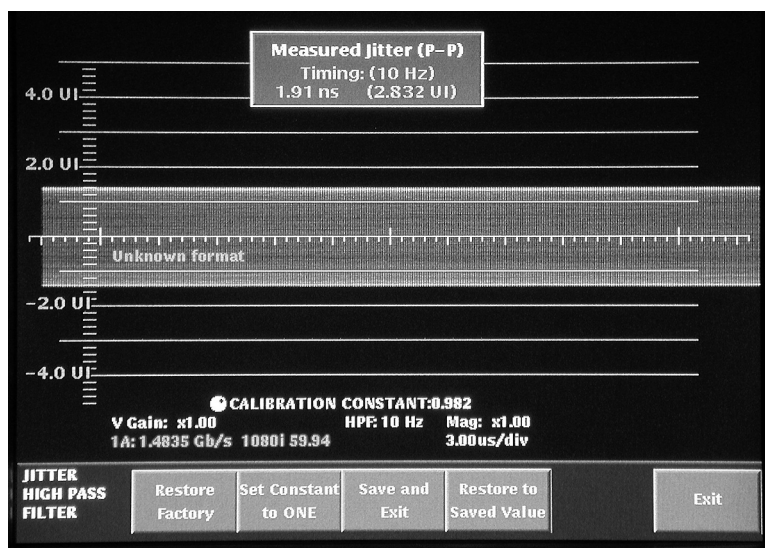 Measured Jitter (P-P)
Timing: (10 Hz)
1.91 ns (2.832 UI)
4.0 UI
2.0 UI
Unknown format
-2.0 UI
-4.0 UI
CALIBRATION CONSTANT:0.982
V Gain: x1.00 HPF: 10 Hz Mag: x1.00
1A: 1.4835 Gb/s 1080i 59.94 3.00us/div
JITTER
HIGH PASS
FILTER
Restore
Factory
Set Constant
to ONE
Save and
Exit
Restore to
Saved Value
Exit